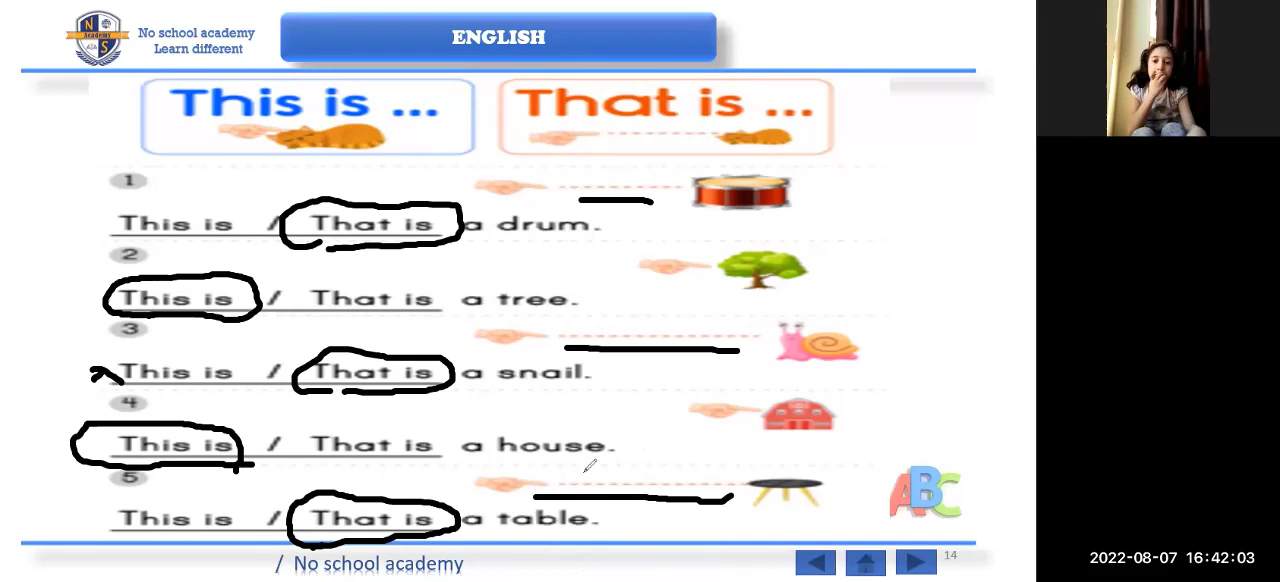 No school academy
Learn different
N
Academy
S
ENGLISH
This is ...
That is ...
1
This is / That is a drum.
2
This is / That is a tree.
3
This is / That is a snail.
4
This is / That is a house.
5
This is / That is a table.
ABC
/ No school academy
14
2022-08-07 16:42:03